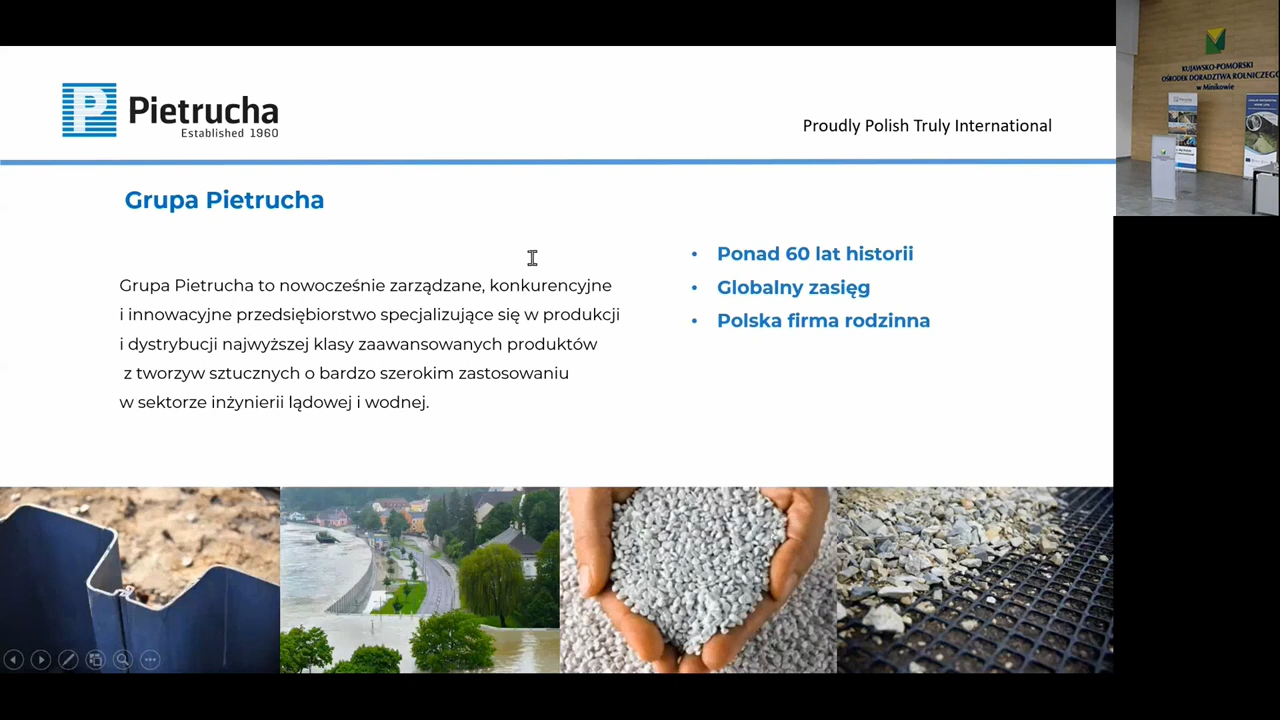 P Pietrucha
Established 1960
Proudly Polish Truly International
Grupa Pietrucha
Grupa Pietrucha to nowocześnie zarządzane, konkurencyjne
i innowacyjne przedsiębiorstwo specjalizujące się w produkcji
i dystrybucji najwyższej klasy zaawansowanych produktów
z tworzyw sztucznych o bardzo szerokim zastosowaniu
w sektorze inżynierii lądowej i wodnej.
• Ponad 60 lat historii
• Globalny zasięg
• Polska firma rodzinna
KUJAWSKO-POMORSKI
OŚRODEK DORADZTWA ROLNICZEGO
w Minikowie